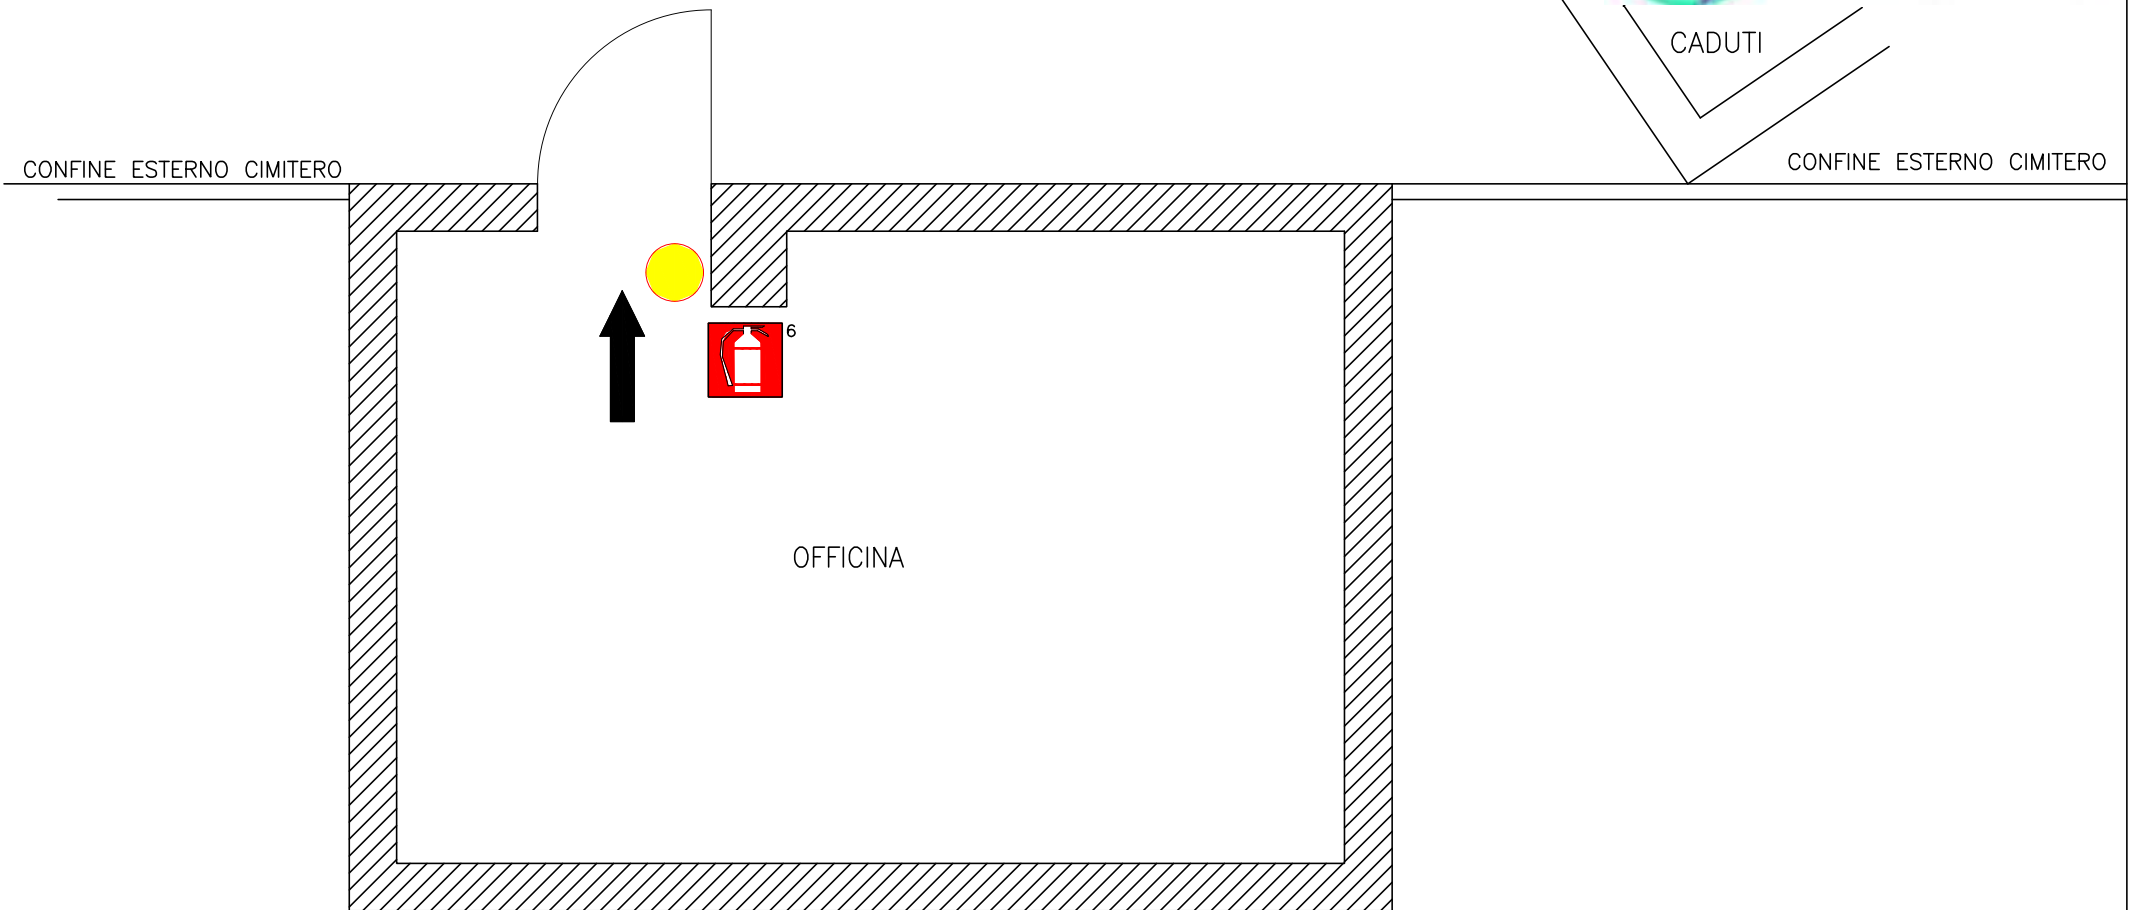 CADUTI
CONFINE ESTERNO CIMITERO
CONFINE ESTERNO CIMITERO
6
OFFICINA